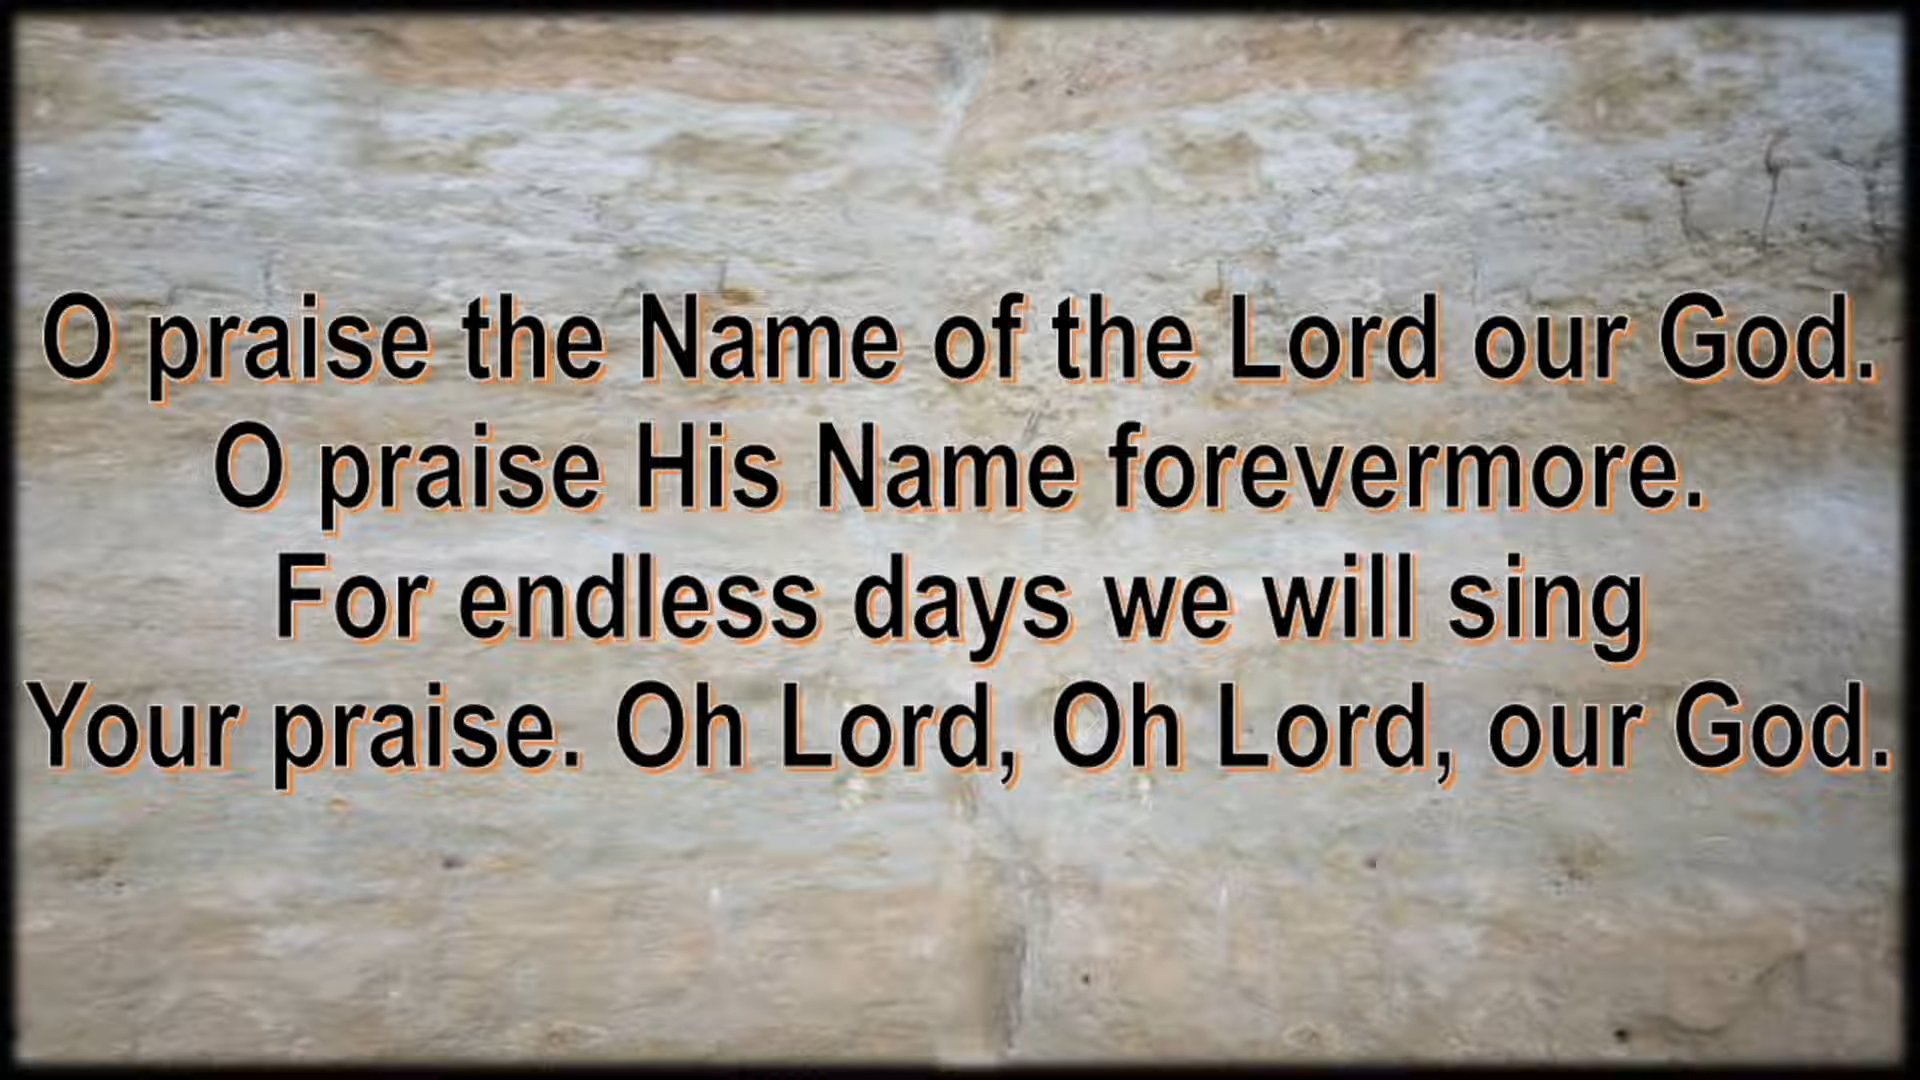 O praise the Name of the Lord our God.
O praise His Name forevermore.
For endless days we will sing
Your praise. Oh Lord, Oh Lord, our God.